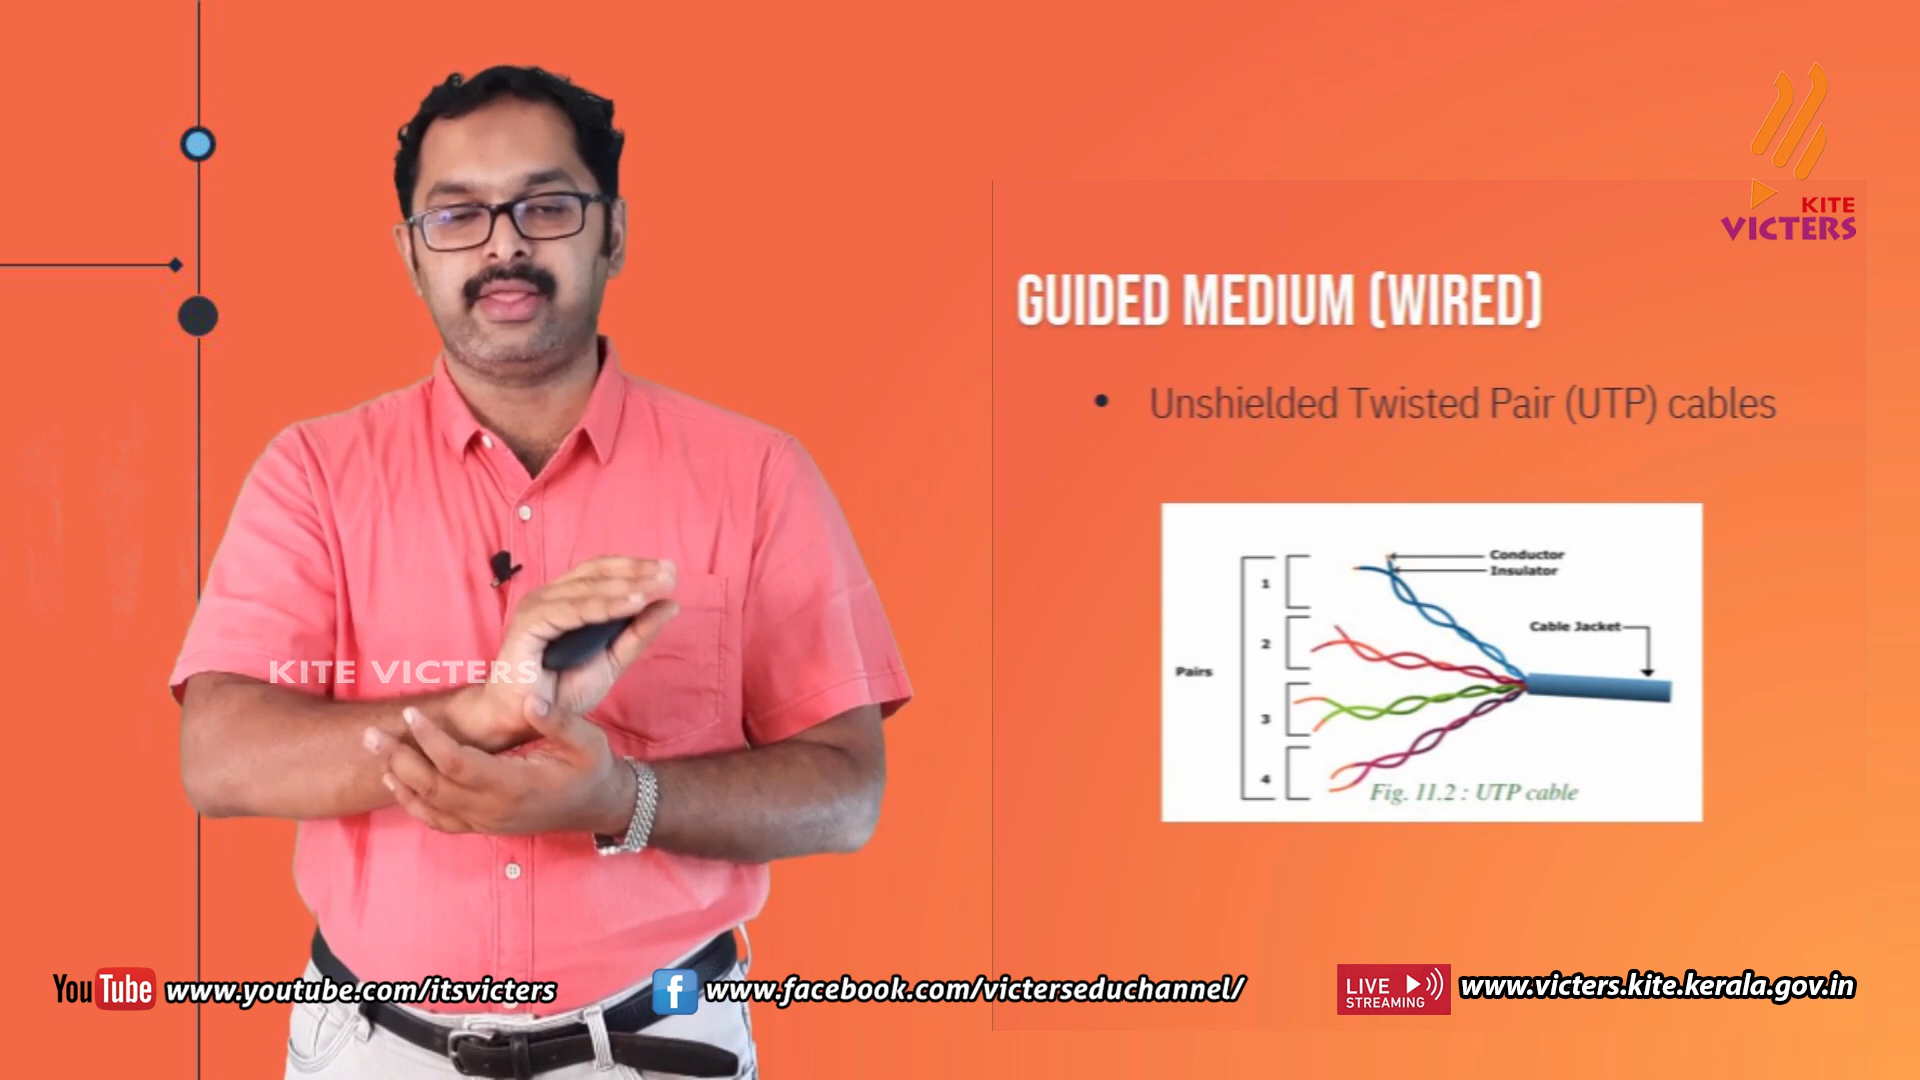 KITE
VICTERS
GUIDED MEDIUM (WIRED)
• Unshielded Twisted Pair (UTP) cables
Conductor
Insulator
1
Cable Jacket
2
Pairs
3
4
Fig. 11.2 : UTP cable
KITE VICTERS
YouTube www.youtube.com/itsvicters
f www.facebook.com/victerseduchannel/
LIVE STREAMING www.victers.kite.kerala.gov.in